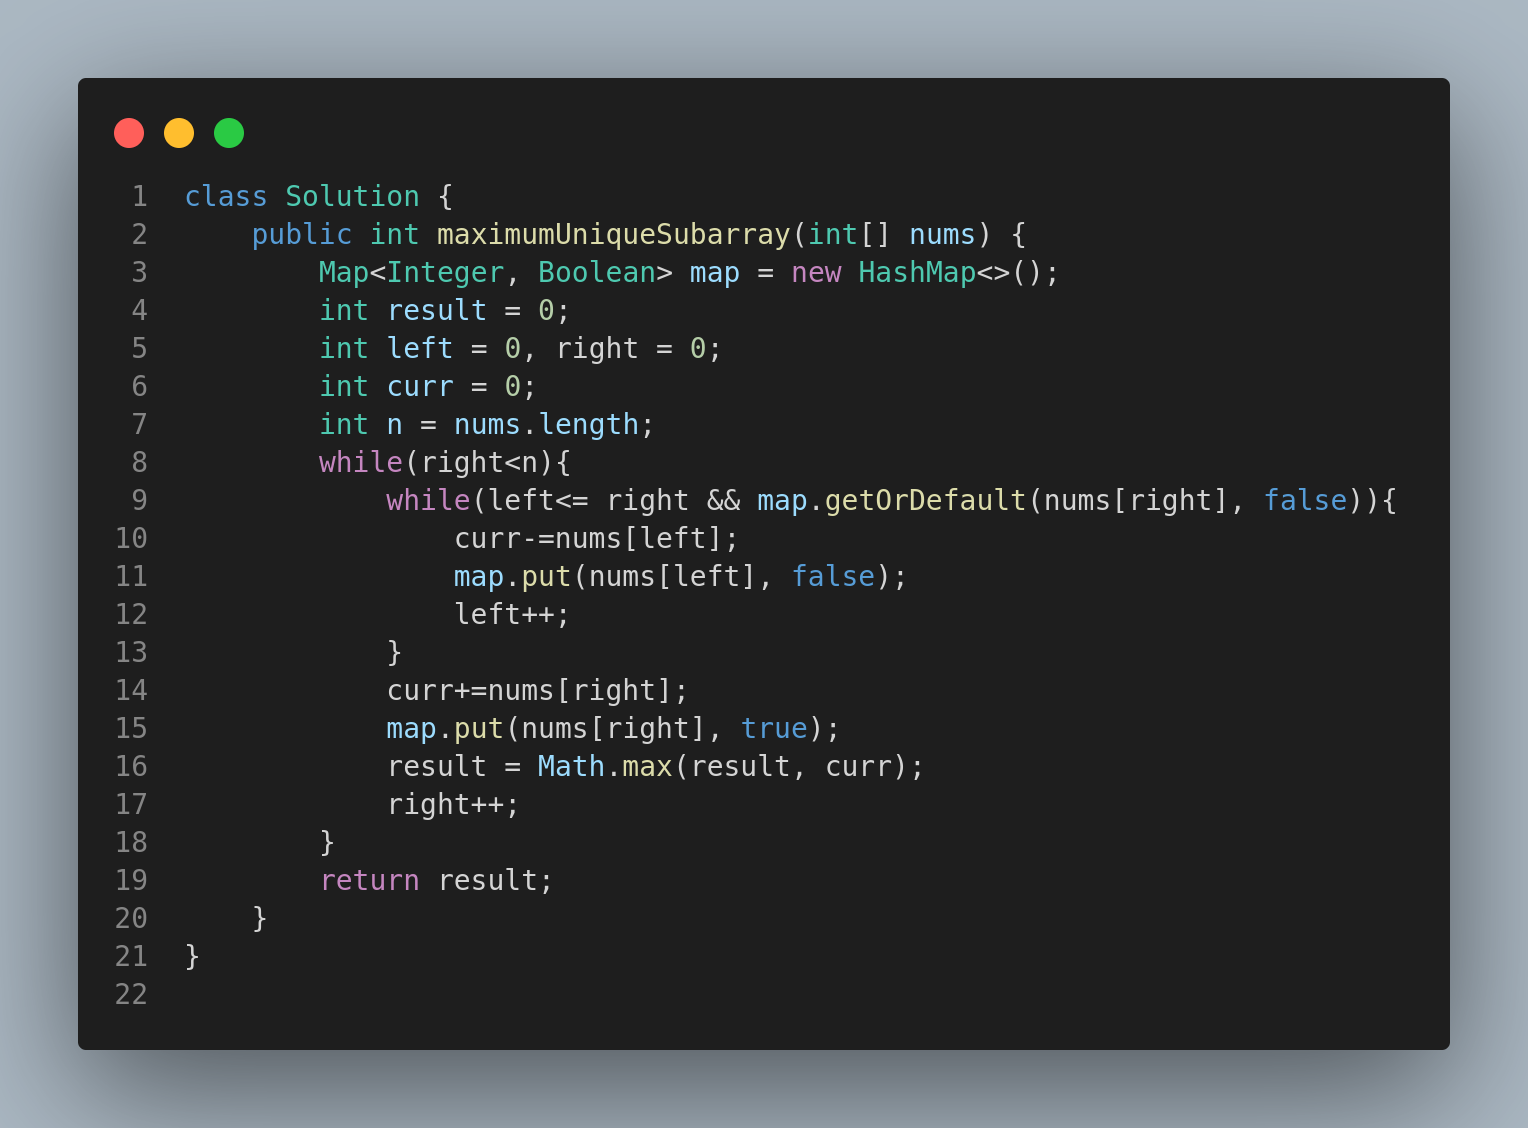 1 class Solution {
2     public int maximumUniqueSubarray(int[] nums) {
3         Map<Integer, Boolean> map = new HashMap<>();
4         int result = 0;
5         int left = 0, right = 0;
6         int curr = 0;
7         int n = nums.length;
8         while(right<n){
9             while(left<= right && map.getOrDefault(nums[right], false)){
10                 curr-=nums[left];
11                 map.put(nums[left], false);
12                 left++;
13             }
14             curr+=nums[right];
15             map.put(nums[right], true);
16             result = Math.max(result, curr);
17             right++;
18         }
19         return result;
20     }
21 }
22